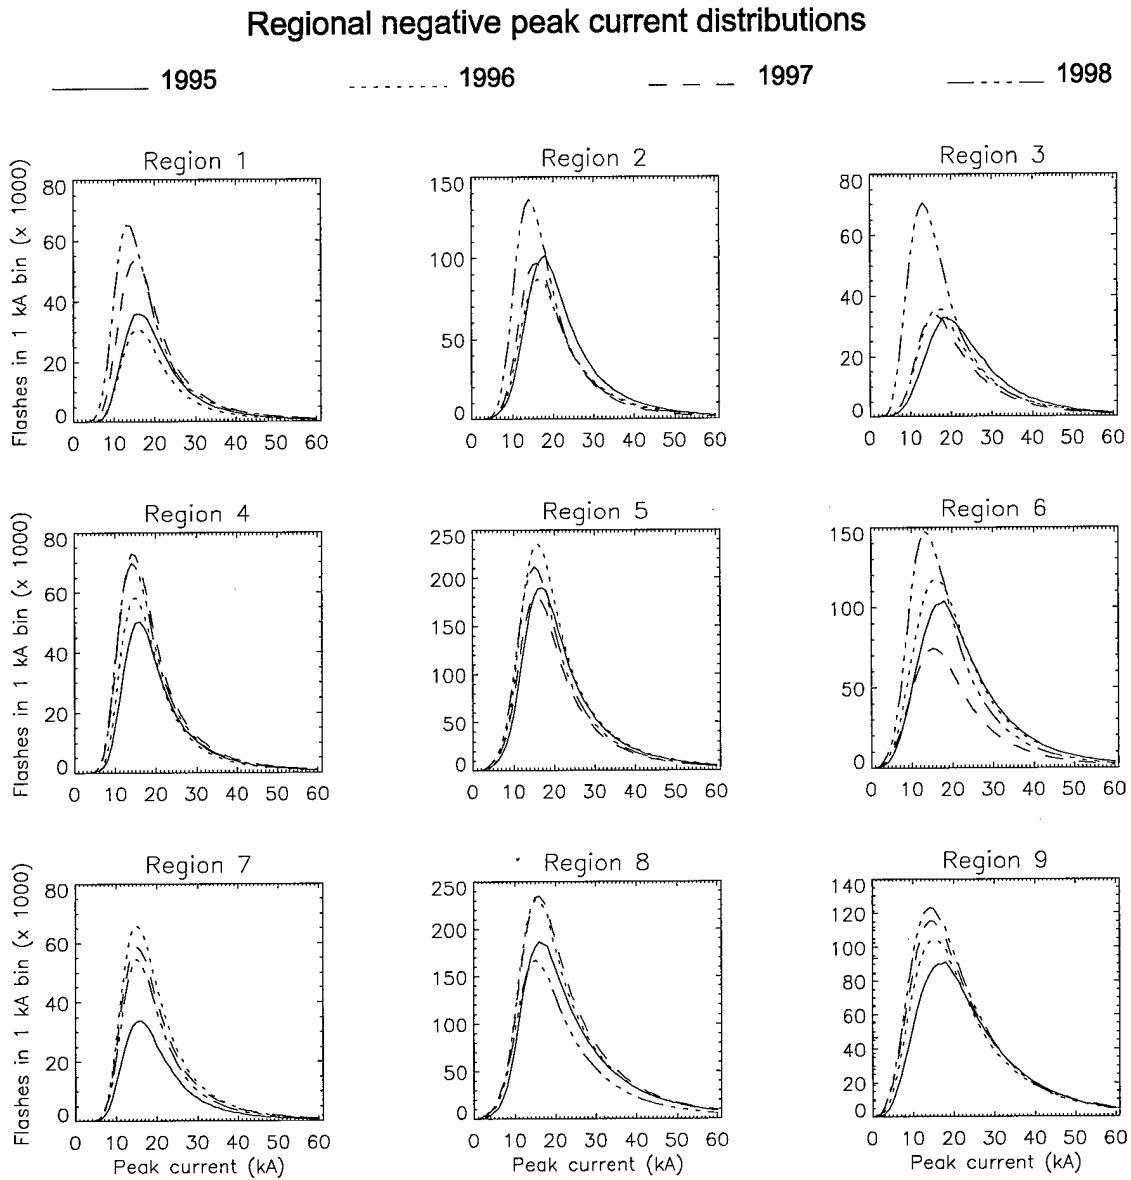 Regional negative peak current distributions
1995 1996 1997 1998
Region 1 Region 2 Region 3
Flashes in 1 kA bin (x 1000)
80
60
40
20
0
0 10 20 30 40 50 60
150
100
50
0
0 10 20 30 40 50 60
80
60
40
20
0
0 10 20 30 40 50 60
Region 4 Region 5 Region 6
Flashes in 1 kA bin (x 1000)
80
60
40
20
0
0 10 20 30 40 50 60
250
200
150
100
50
0
0 10 20 30 40 50 60
150
100
50
0
0 10 20 30 40 50 60
Region 7 Region 8 Region 9
Flashes in 1 kA bin (x 1000)
80
60
40
20
0
0 10 20 30 40 50 60
Peak current (kA)
250
200
150
100
50
0
0 10 20 30 40 50 60
Peak current (kA)
140
120
100
80
60
40
20
0
0 10 20 30 40 50 60
Peak current (kA)